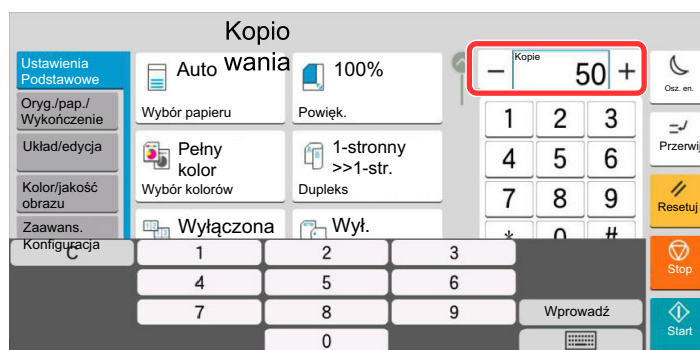 Kopio
wania
Ustawienia
Podstawowe
Oryg./pap./
Wykończenie
Układ/edycja
Kolor/jakość
obrazu
Zaawans.
Konfiguracja
Auto
Wybór papieru
100%
Powięk.
Pełny
kolor
Wybór kolorów
1-stronny
>>1-str.
Dupleks
Wyłączona
Wył.
− Kopie 50 +
1 2 3
4 5 6
7 8 9
* 0 #
Osz. en.
Przerwij
Resetuj
Stop
Start
C 1 2 3
4 5 6
7 8 9
0
Wprowadź